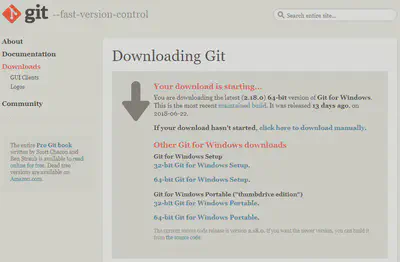 git --fast-version-control
Search entire site...
About
Documentation
Downloads
GUI Clients
Logos
Community
The entire Pro Git book
written by Scott Chacon and
Ben Straub is available to read
online for free. Dead tree
versions are available on
Amazon.com.
Downloading Git
Your download is starting...
You are downloading the latest (2.18.0) 64-bit version of Git for Windows.
This is the most recent maintained build. It was released 13 days ago, on
2018-06-22.
If your download hasn't started, click here to download manually.
Other Git for Windows downloads
Git for Windows Setup
32-bit Git for Windows Setup.
64-bit Git for Windows Setup.
Git for Windows Portable ("thumbdrive edition")
32-bit Git for Windows Portable.
64-bit Git for Windows Portable.
The current source code release is version 2.18.0. If you want the newer version, you can build it
from the source code.